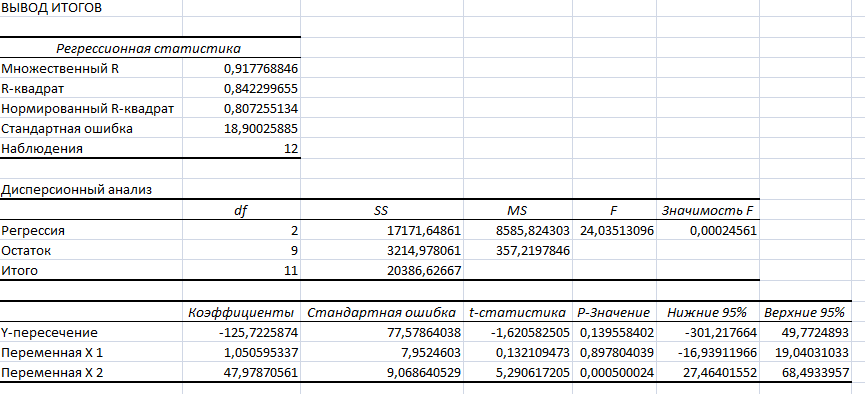 ВЫВОД ИТОГОВ
Регрессионная статистика
Множественный R 0,917768846
R-квадрат 0,842299655
Нормированный R-квадрат 0,807255134
Стандартная ошибка 18,90025885
Наблюдения 12
Дисперсионный анализ
df SS MS F Значимость F
Регрессия 2 17171,64861 8585,824303 24,03513096 0,00024561
Остаток 9 3214,978061 357,2197846
Итого 11 20386,62667
Коэффициенты Стандартная ошибка t-статистика P-Значение Нижние 95% Верхние 95%
Y-пересечение -125,7225874 77,57864038 -1,620582505 0,139558402 -301,217664 49,7724893
Переменная X 1 1,050595337 7,9524603 0,132109473 0,897804039 -16,93911966 19,04031033
Переменная X 2 47,97870561 9,068640529 5,290617205 0,000500024 27,46401552 68,4933957